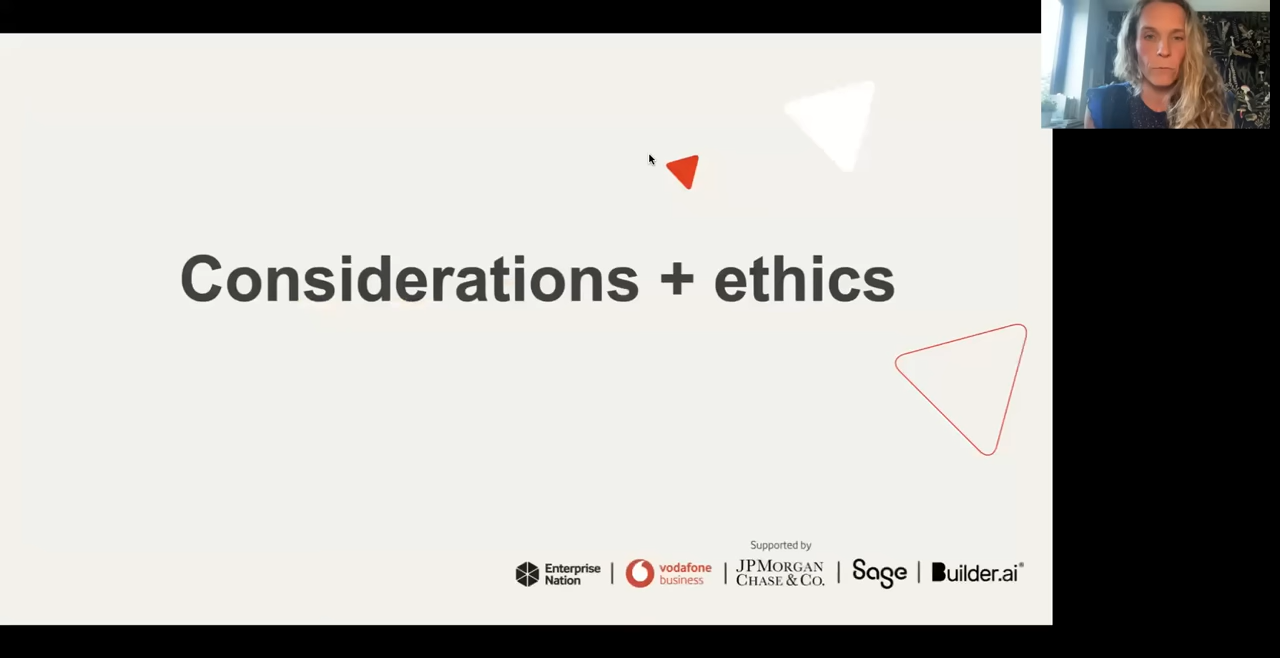 Considerations + ethics
Supported by
Enterprise Nation | vodafone business | JPMORGAN CHASE & CO. | Sage | Builder.ai®